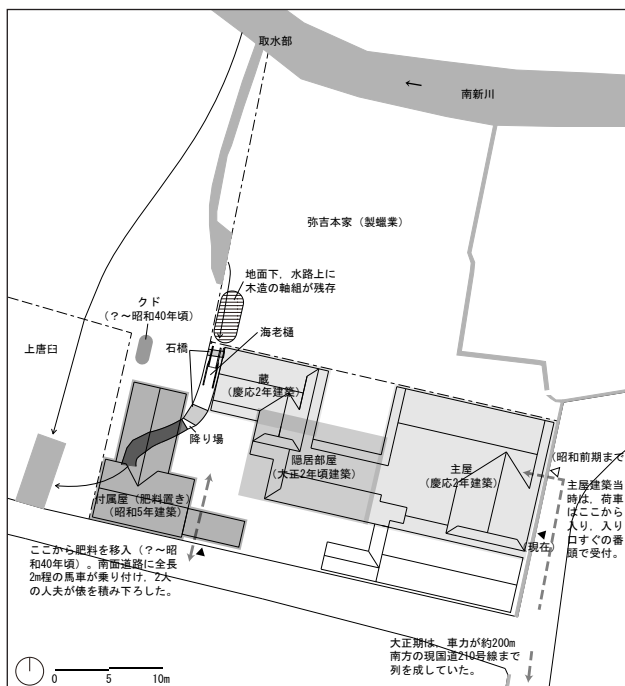 取水部
南新川
←
弥吉本家（製蠟業）
地面下，水路上に
木造の軸組が残存
クド
（？～昭和40年頃）
海老樋
石橋
上唐臼
蔵
（慶応2年建築）
降り場
隠居部屋
（大正2年頃建築）
主屋
（慶応2年建築）
（昭和前期まで
主屋建築当
時は，荷車
はここから
入り，入り
口すぐの番
頭で受付。
（現在）
付属屋（肥料置き）
（昭和5年建築）
ここから肥料を移入（？～昭
和40年頃）。南面道路に全長
2m程の馬車が乗り付け，2人
の人夫が俵を積み下ろした。
大正期は，車力が約200m
南方の現国道210号線まで
列を成していた。
0 5 10m